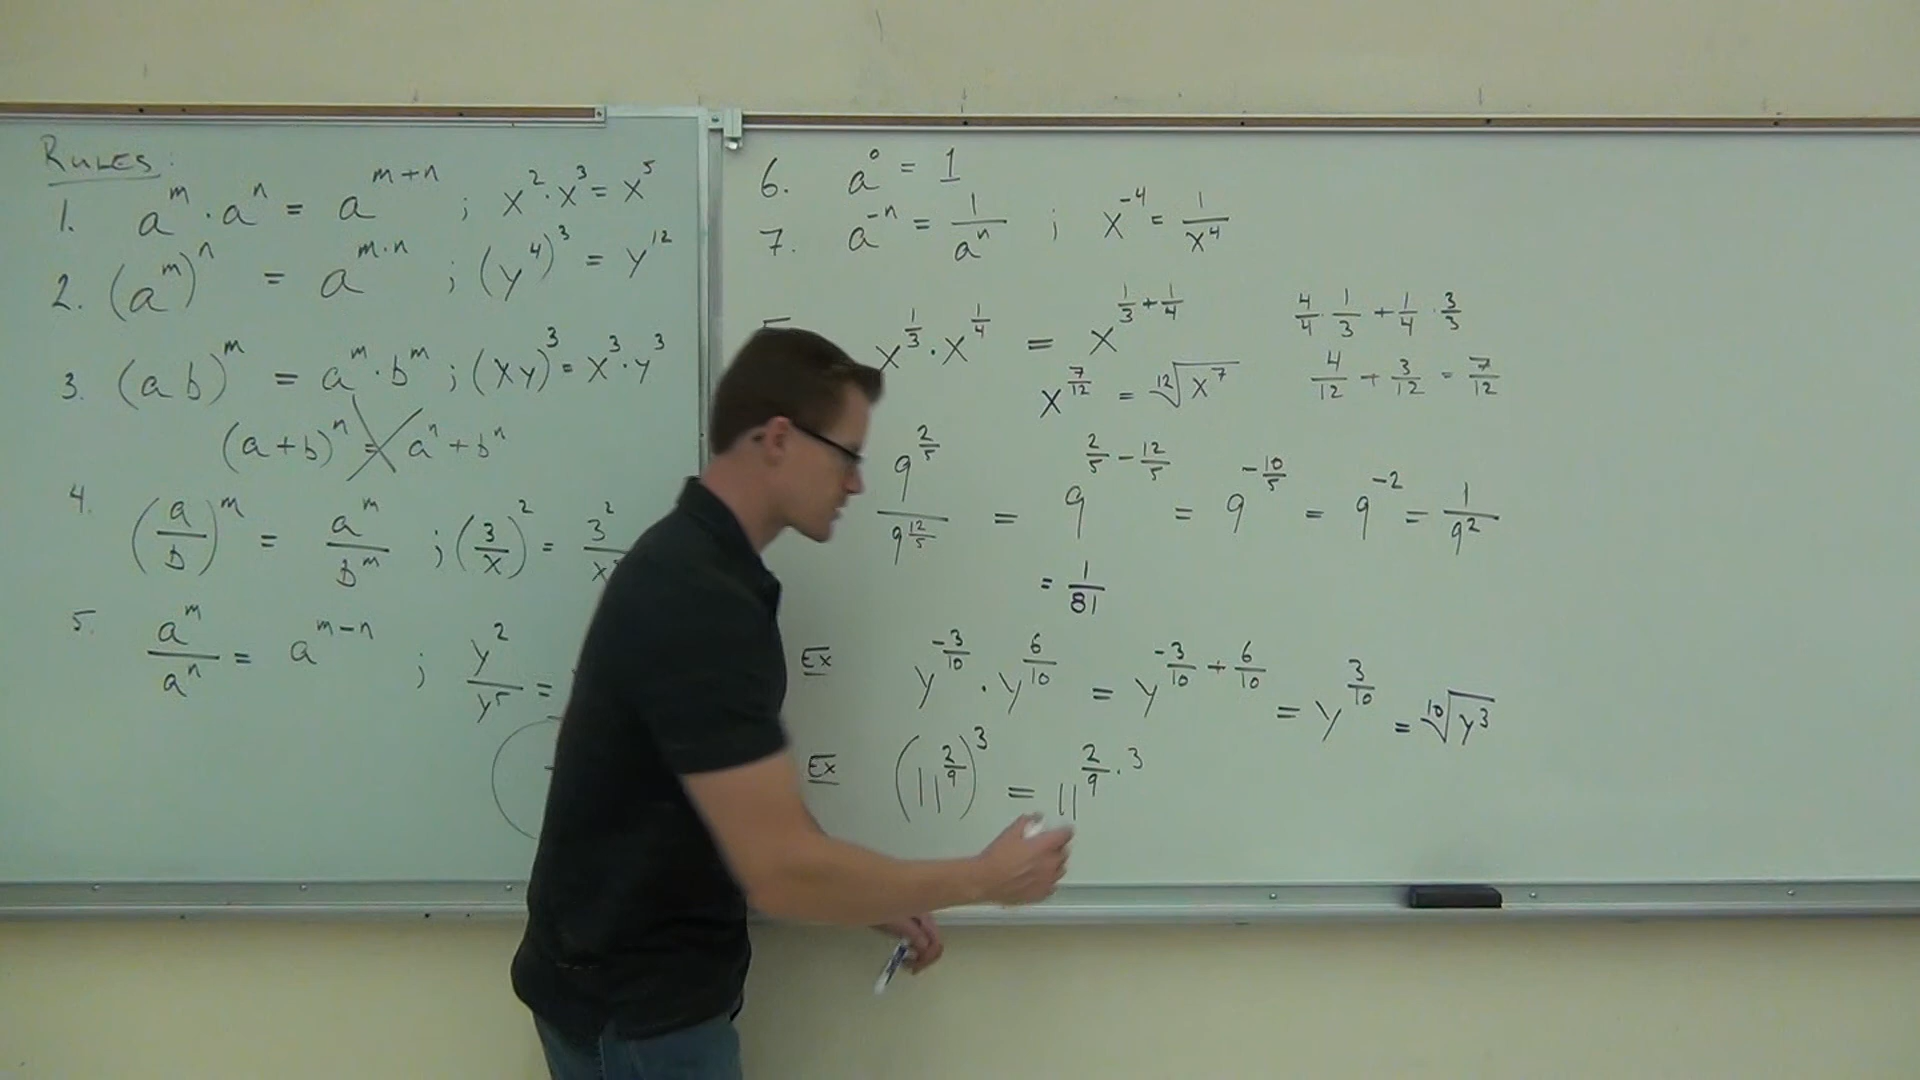 RULES:
1. a^m · a^n = a^{m+n} ; x^2 · x^3 = x^5
2. (a^m)^n = a^{m·n} ; (y^4)^3 = y^{12}
3. (ab)^m = a^m · b^m ; (xy)^3 = x^3 · y^3
(a+b)^n = a^n + b^n
4. (a/b)^m = a^m/b^m ; (3/x)^2 = 3^2/x
5. a^m/a^n = a^{m-n} ; y^2/y^5 =
6. a^0 = 1
7. a^{-n} = 1/a^n ; x^{-4} = 1/x^4
x^{1/3} · x^{1/4} = x^{1/3 + 1/4} 4/4 · 1/3 + 1/4 · 3/3
x^{7/12} = \sqrt[12]{x^7} 4/12 + 3/12 = 7/12
9^{2/5}/9^{12/5} = 9^{2/5 - 12/5} = 9^{-10/5} = 9^{-2} = 1/9^2
= 1/81
Ex y^{-3/10} · y^{6/10} = y^{-3/10 + 6/10} = y^{3/10} = \sqrt[10]{y^3}
Ex (11^{2/9})^3 = 11^{2/9 · 3}